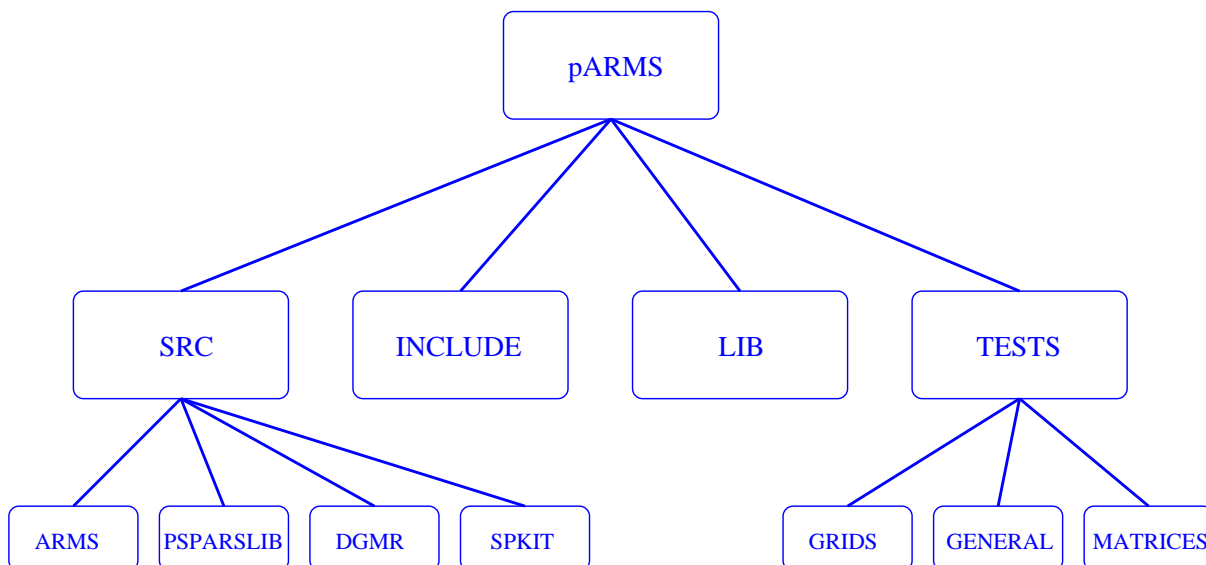 pARMS
SRC
INCLUDE
LIB
TESTS
ARMS
PSPARSLIB
DGMR
SPKIT
GRIDS
GENERAL
MATRICES